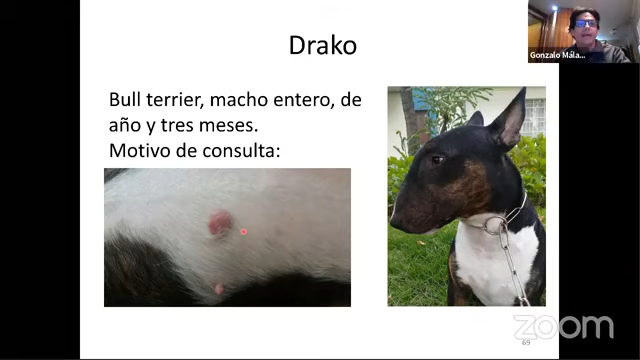 Drako
Bull terrier, macho entero, de
año y tres meses.
Motivo de consulta:
Gonzalo Mála...
zoom
69